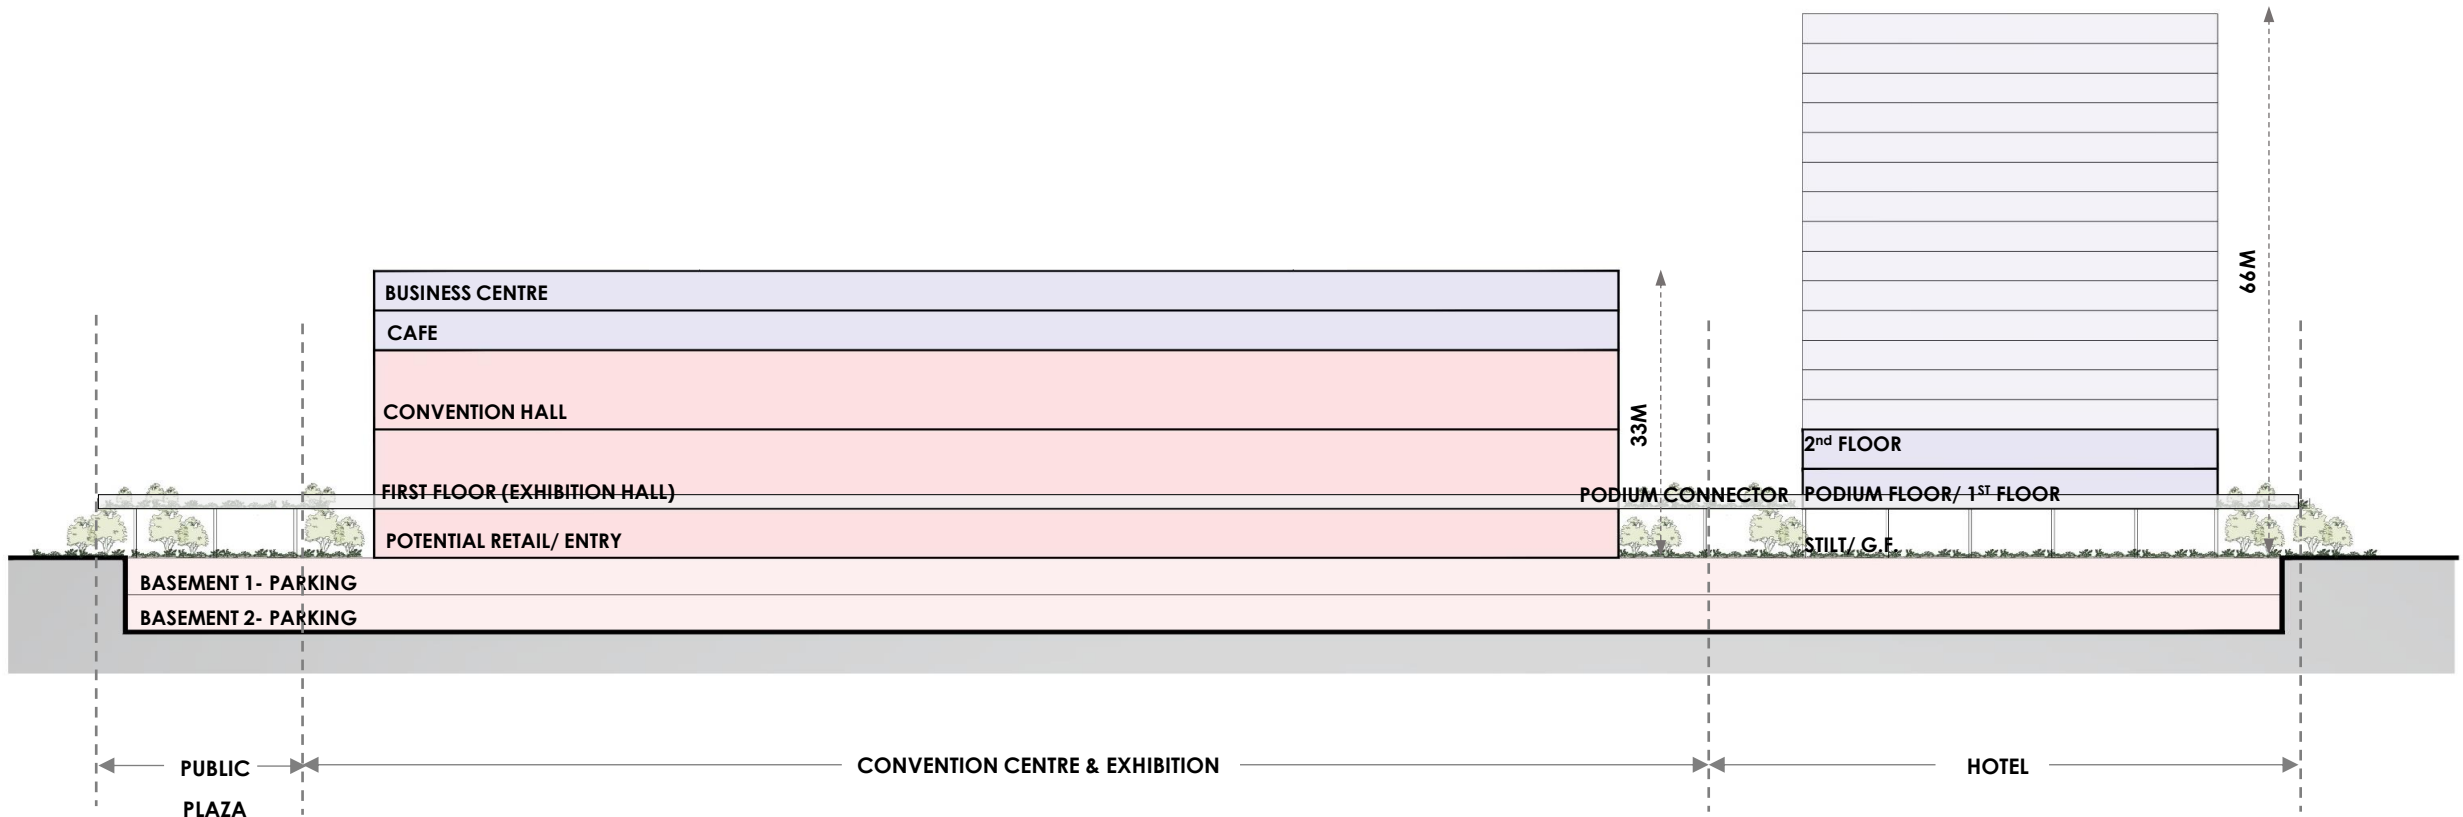 BUSINESS CENTRE
CAFE
CONVENTION HALL
FIRST FLOOR (EXHIBITION HALL)
POTENTIAL RETAIL/ ENTRY
BASEMENT 1- PARKING
BASEMENT 2- PARKING
33M
PODIUM CONNECTOR
66M
2nd FLOOR
PODIUM FLOOR/ 1ST FLOOR
STILT/ G.F.
PUBLIC
PLAZA
CONVENTION CENTRE & EXHIBITION
HOTEL